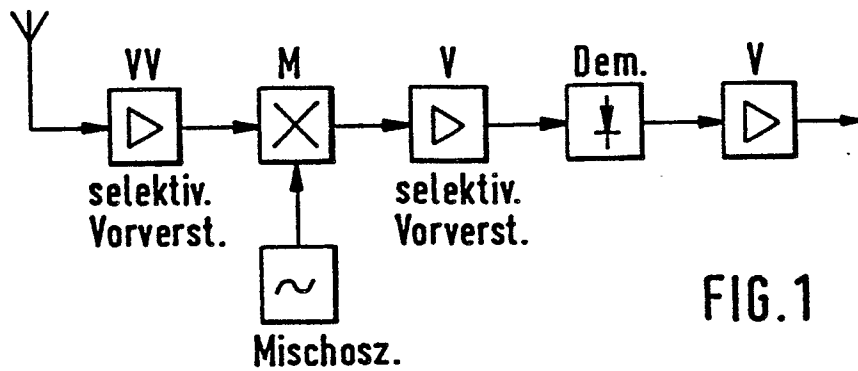 VV
M
V
Dem.
V
selektiv.
Vorverst.
selektiv.
Vorverst.
Mischosz.
FIG.1